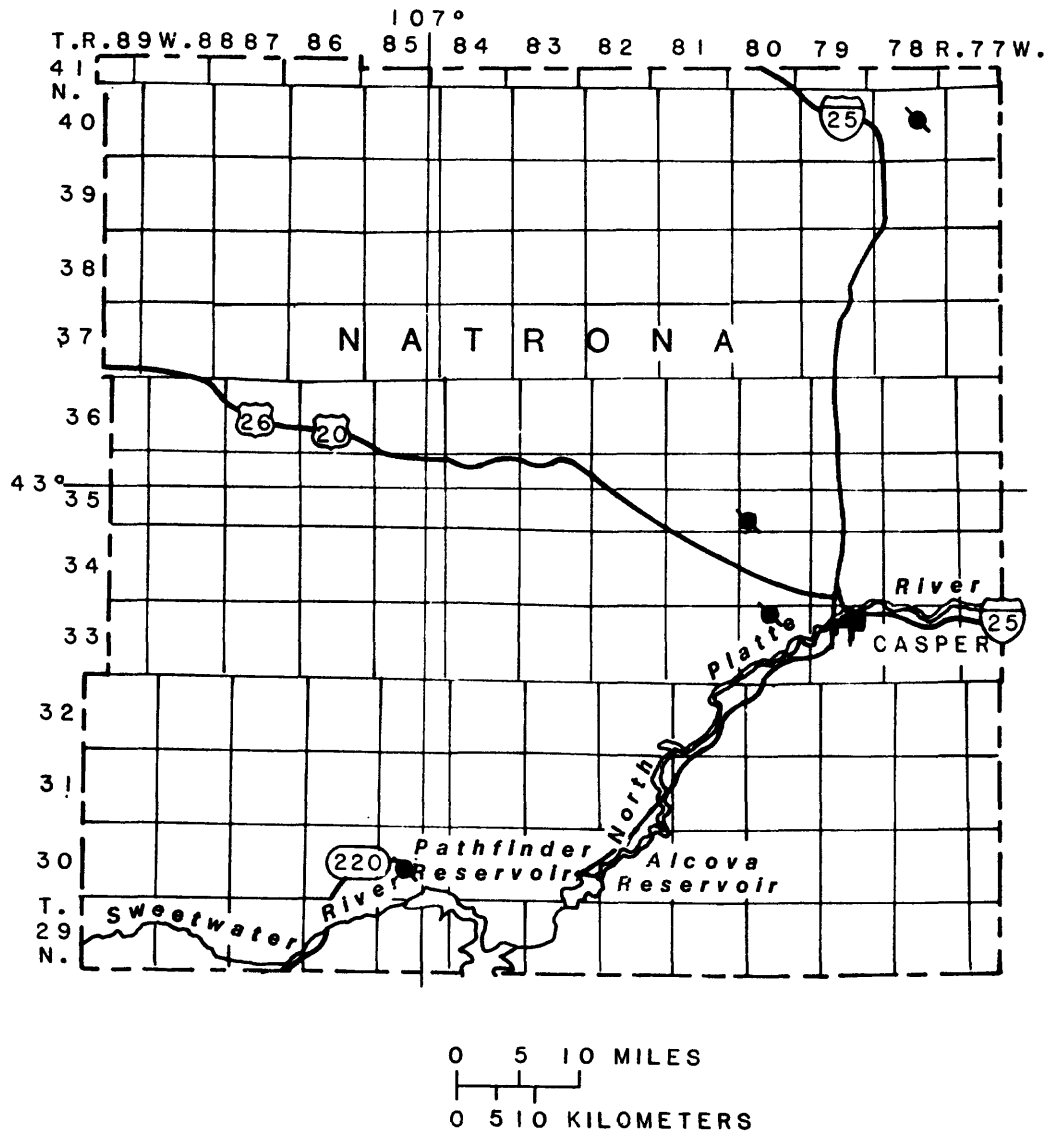 107°
T.R.89 W.88 87 86 85 84 83 82 81 80 79 78 R.77W.
41
N.
40
25
39
38
37
NATRONA
36
26
20
43°
35
34
River
33
Platte
25
CASPER
32
31
North
30
220
Pathfinder
Reservoir
Alcova
Reservoir
T.
29
N.
Sweetwater
River
0 5 10 MILES
0 5 10 KILOMETERS